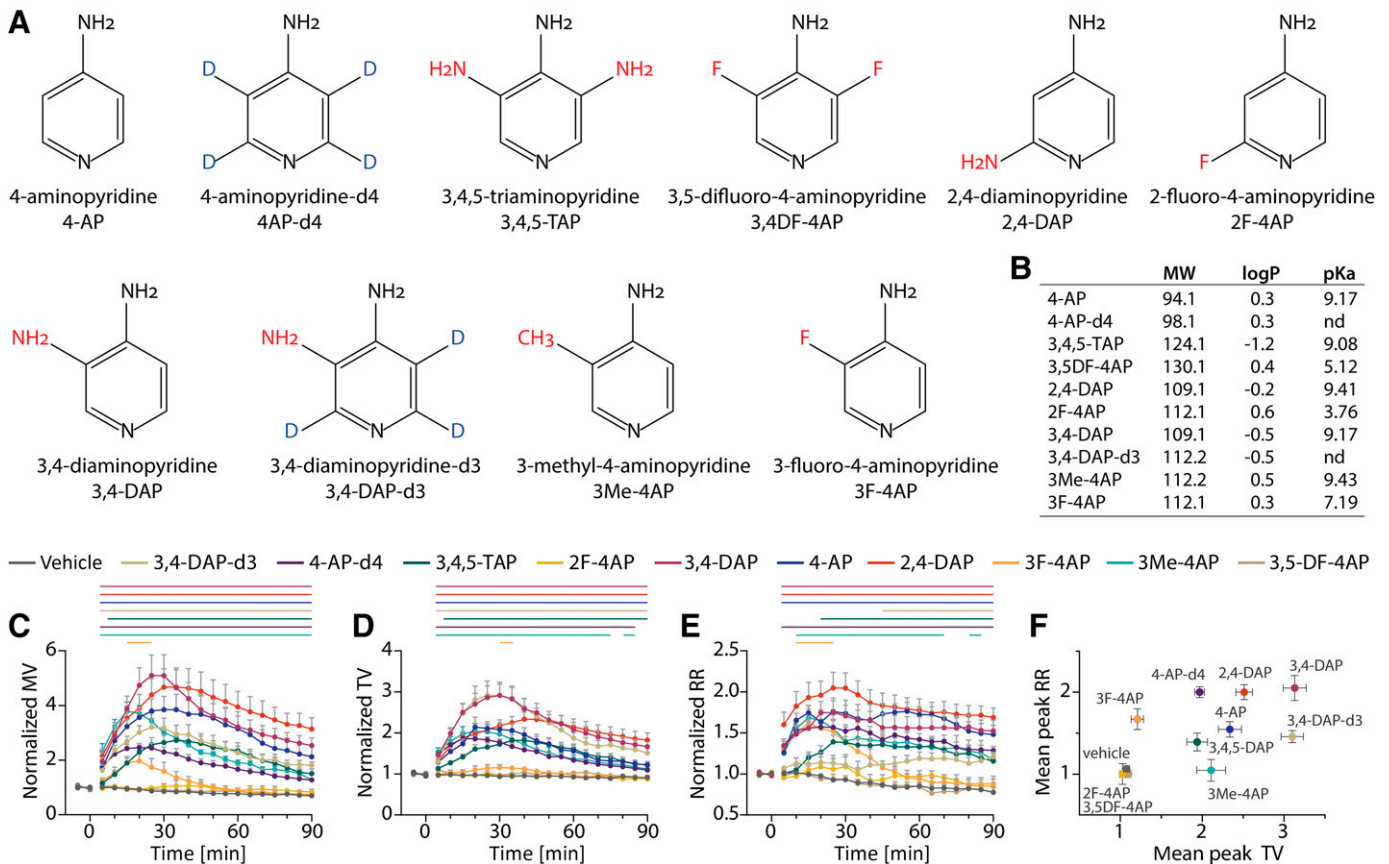 A
NH2
NH2
NH2
NH2
NH2
NH2
D
D
H2N
NH2
F
F
D
N
D
N
N
N
H2N
N
F
N
N
4-aminopyridine
4-AP
4-aminopyridine-d4
4AP-d4
3,4,5-triaminopyridine
3,4,5-TAP
3,5-difluoro-4-aminopyridine
3,4DF-4AP
2,4-diaminopyridine
2,4-DAP
2-fluoro-4-aminopyridine
2F-4AP
NH2
NH2
NH2
NH2
NH2
NH2
D
CH3
F
N
D
N
D
N
N
3,4-diaminopyridine
3,4-DAP
3,4-diaminopyridine-d3
3,4-DAP-d3
3-methyl-4-aminopyridine
3Me-4AP
3-fluoro-4-aminopyridine
3F-4AP
B
MW logP pKa
4-AP 94.1 0.3 9.17
4-AP-d4 98.1 0.3 nd
3,4,5-TAP 124.1 -1.2 9.08
3,5DF-4AP 130.1 0.4 5.12
2,4-DAP 109.1 -0.2 9.41
2F-4AP 112.1 0.6 3.76
3,4-DAP 109.1 -0.5 9.17
3,4-DAP-d3 112.2 -0.5 nd
3Me-4AP 112.2 0.5 9.43
3F-4AP 112.1 0.3 7.19
Vehicle 3,4-DAP-d3 4-AP-d4 3,4,5-TAP 2F-4AP 3,4-DAP 4-AP 2,4-DAP 3F-4AP 3Me-4AP 3,5-DF-4AP
C
Normalized MV
6
4
2
0
0 30 60 90
Time [min]
D
Normalized TV
4
3
2
1
0
0 30 60 90
Time [min]
E
Normalized RR
2.5
2.0
1.5
1.0
0.5
0 30 60 90
Time [min]
F
Mean peak RR
2
1
4-AP-d4
2,4-DAP
3,4-DAP
3F-4AP
4-AP
3,4-DAP-d3
3,4,5-DAP
vehicle
2F-4AP
3,5DF-4AP
3Me-4AP
1 2 3
Mean peak TV